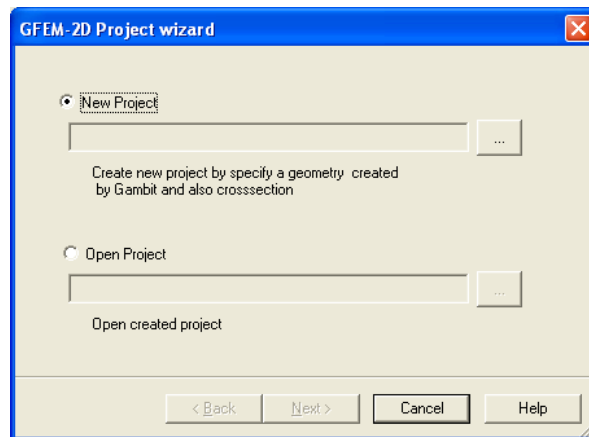 GFEM-2D Project wizard
New Project
...
Create new project by specify a geometry created
by Gambit and also crosssection
Open Project
...
Open created project
< Back
Next >
Cancel
Help